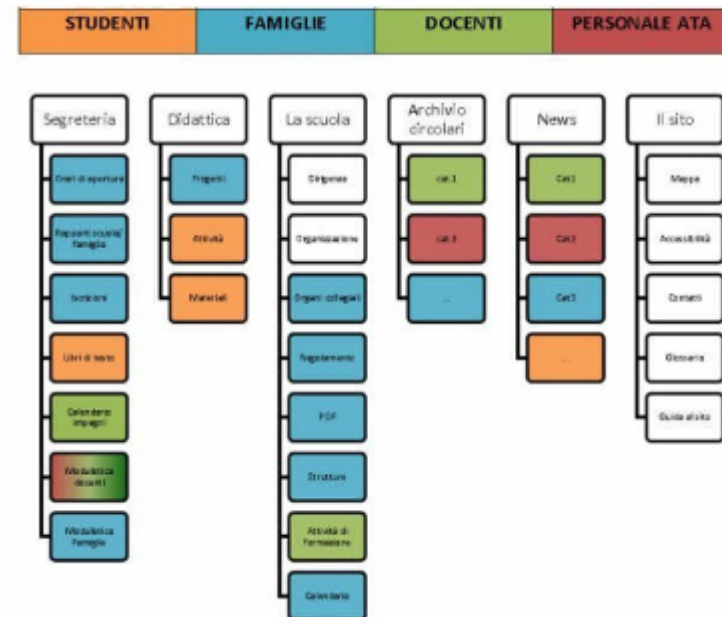 STUDENTI FAMIGLIE DOCENTI PERSONALE ATA
Segreteria
Orari di apertura
Rapporti scuola/
famiglia
Iscrizioni
Libri di testo
Calendario
impegni
Modulistica
docenti
Modulistica
Famiglie
Didattica
Progetti
Attività
Materiali
La scuola
Dirigenza
Organizzazione
Organi collegiali
Regolamento
POF
Strutture
Attività di
formazione
Calendario
Archivio
circolari
cat 1
cat 2
...
News
Cat1
Cat2
Cat3
...
Il sito
Mappa
Accessibilità
Contatti
Glossario
Guida al sito